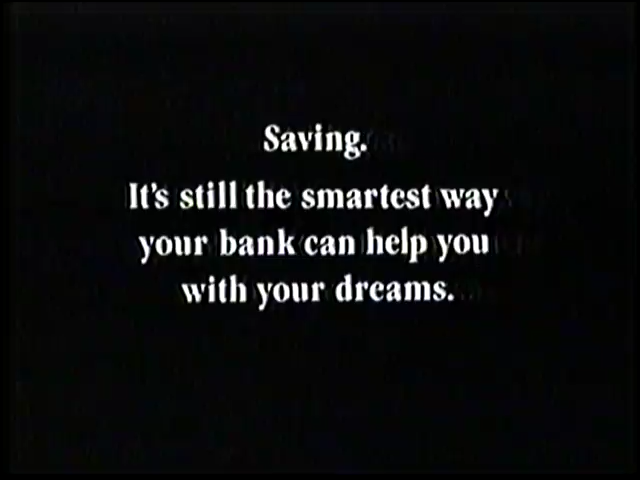 Saving.
It's still the smartest way
your bank can help you
with your dreams.